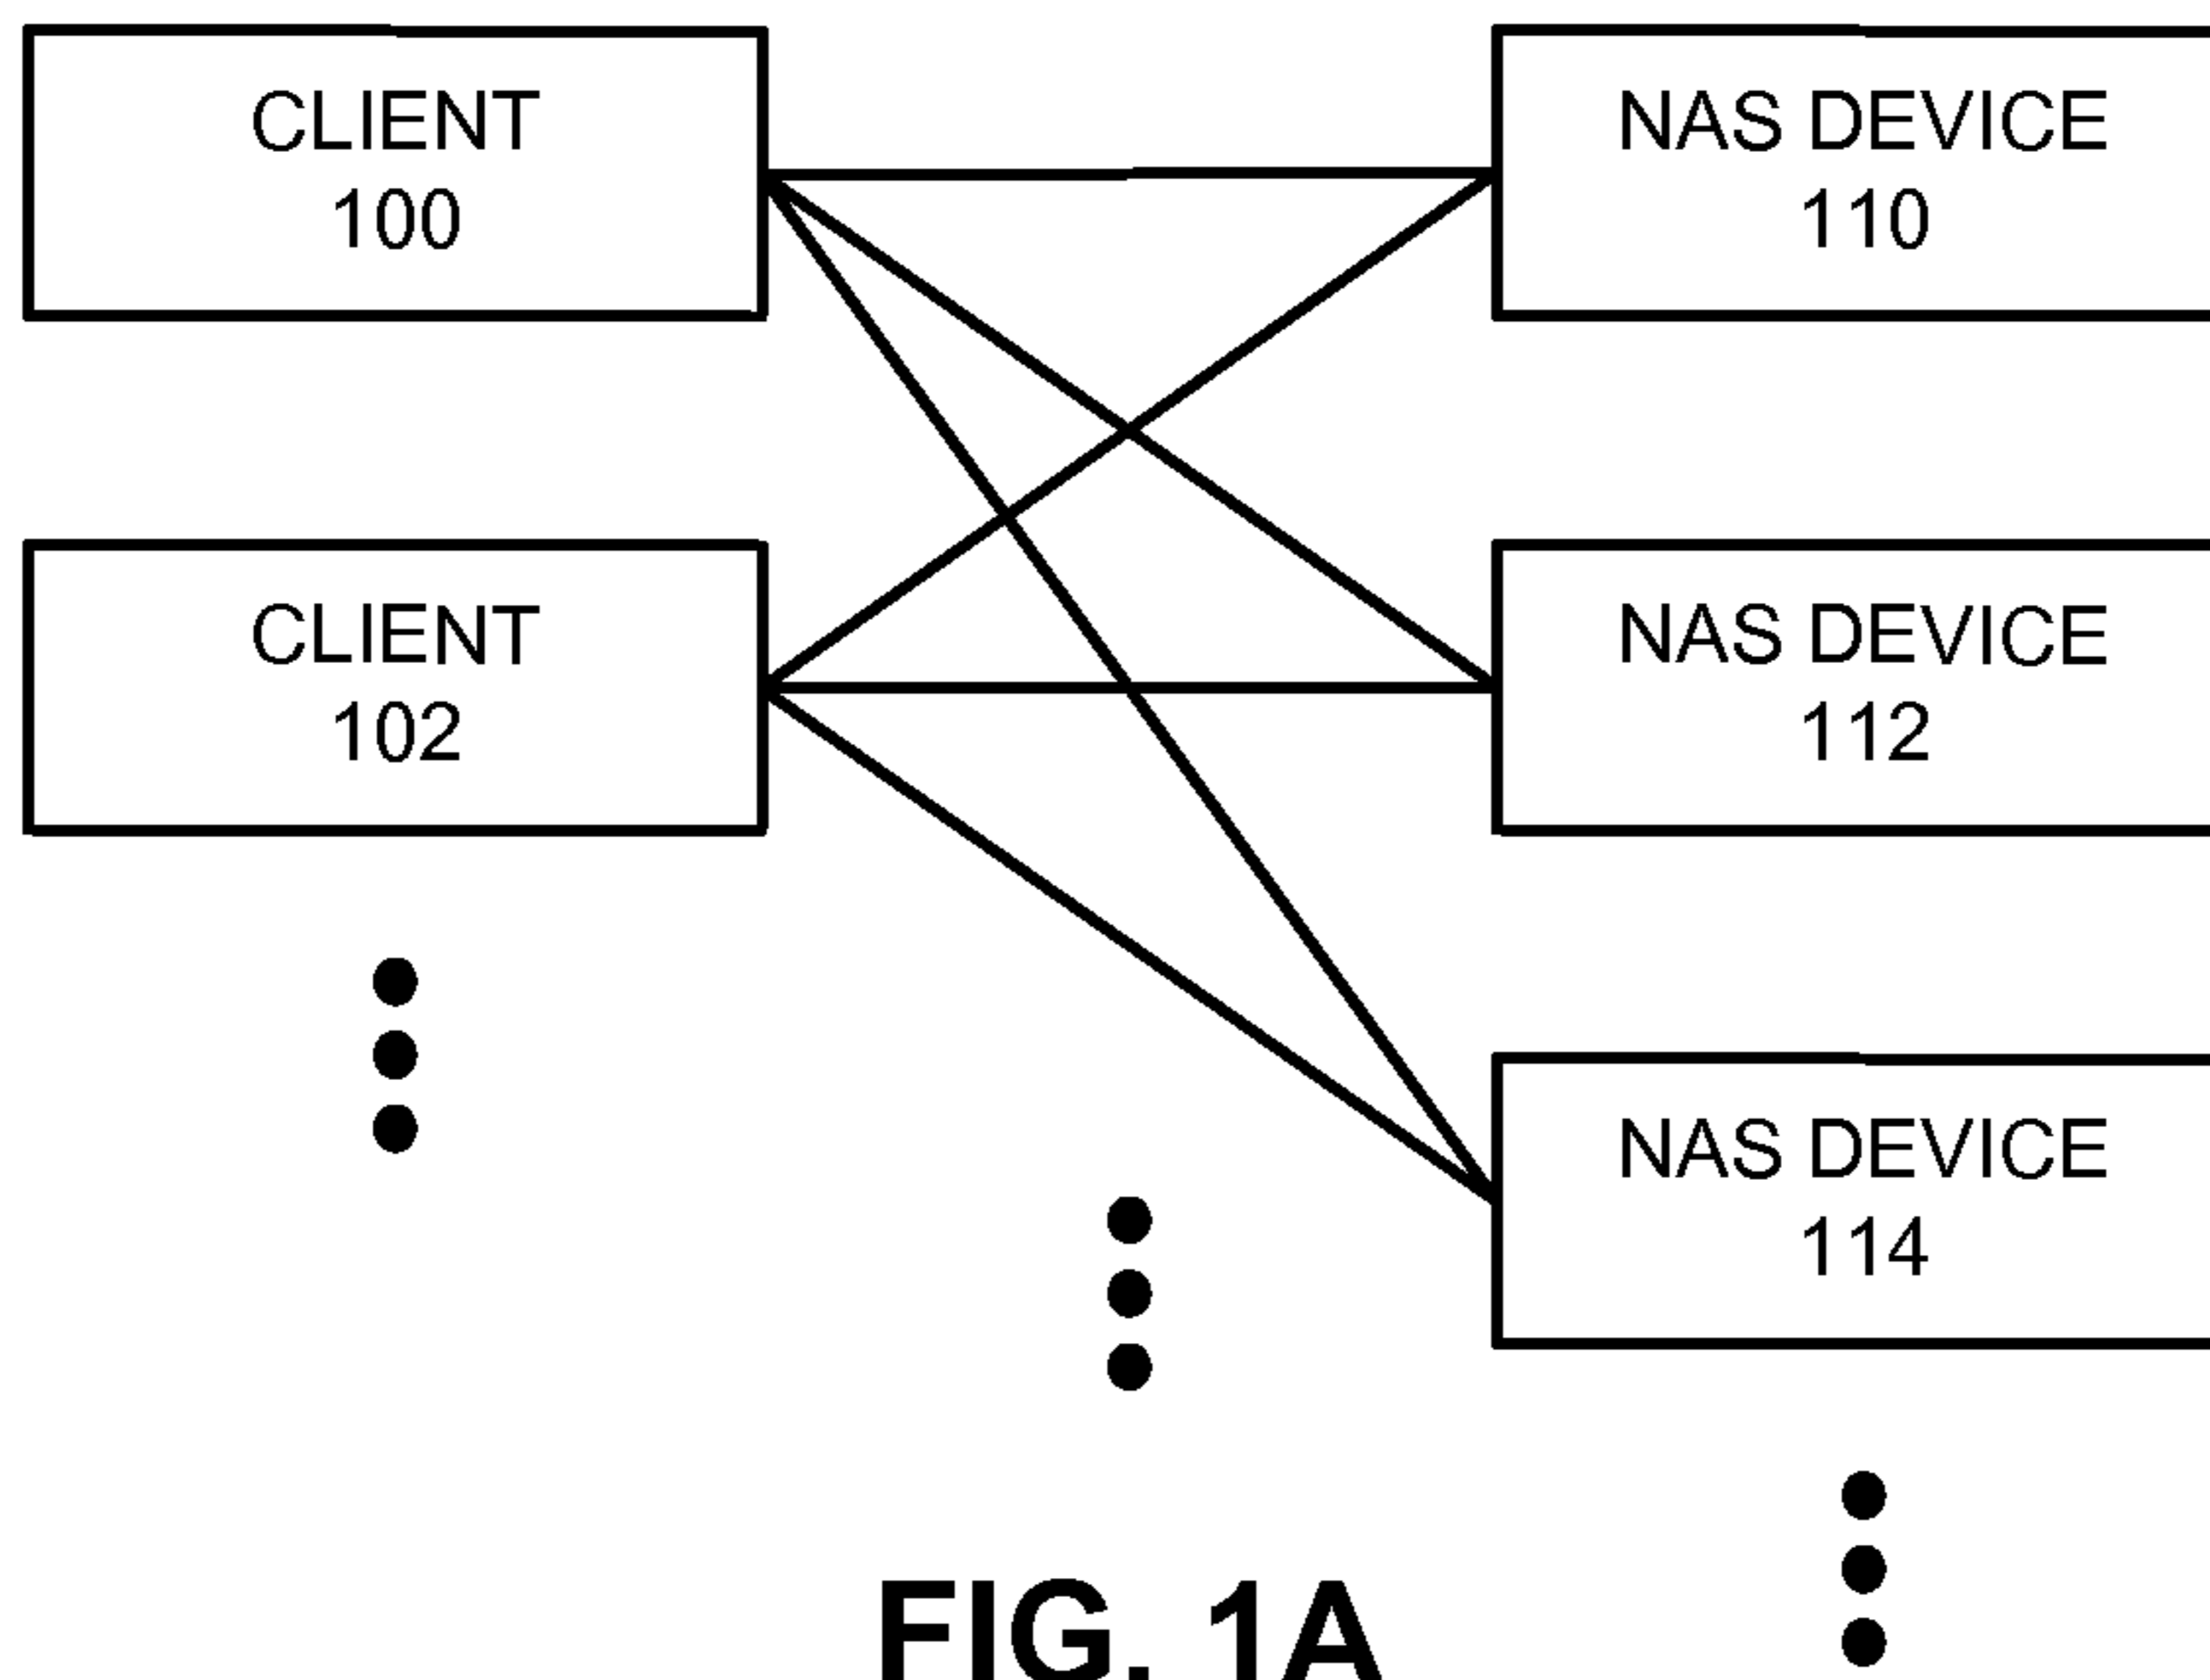 CLIENT
100
NAS DEVICE
110
CLIENT
102
NAS DEVICE
112
NAS DEVICE
114
FIG. 1A